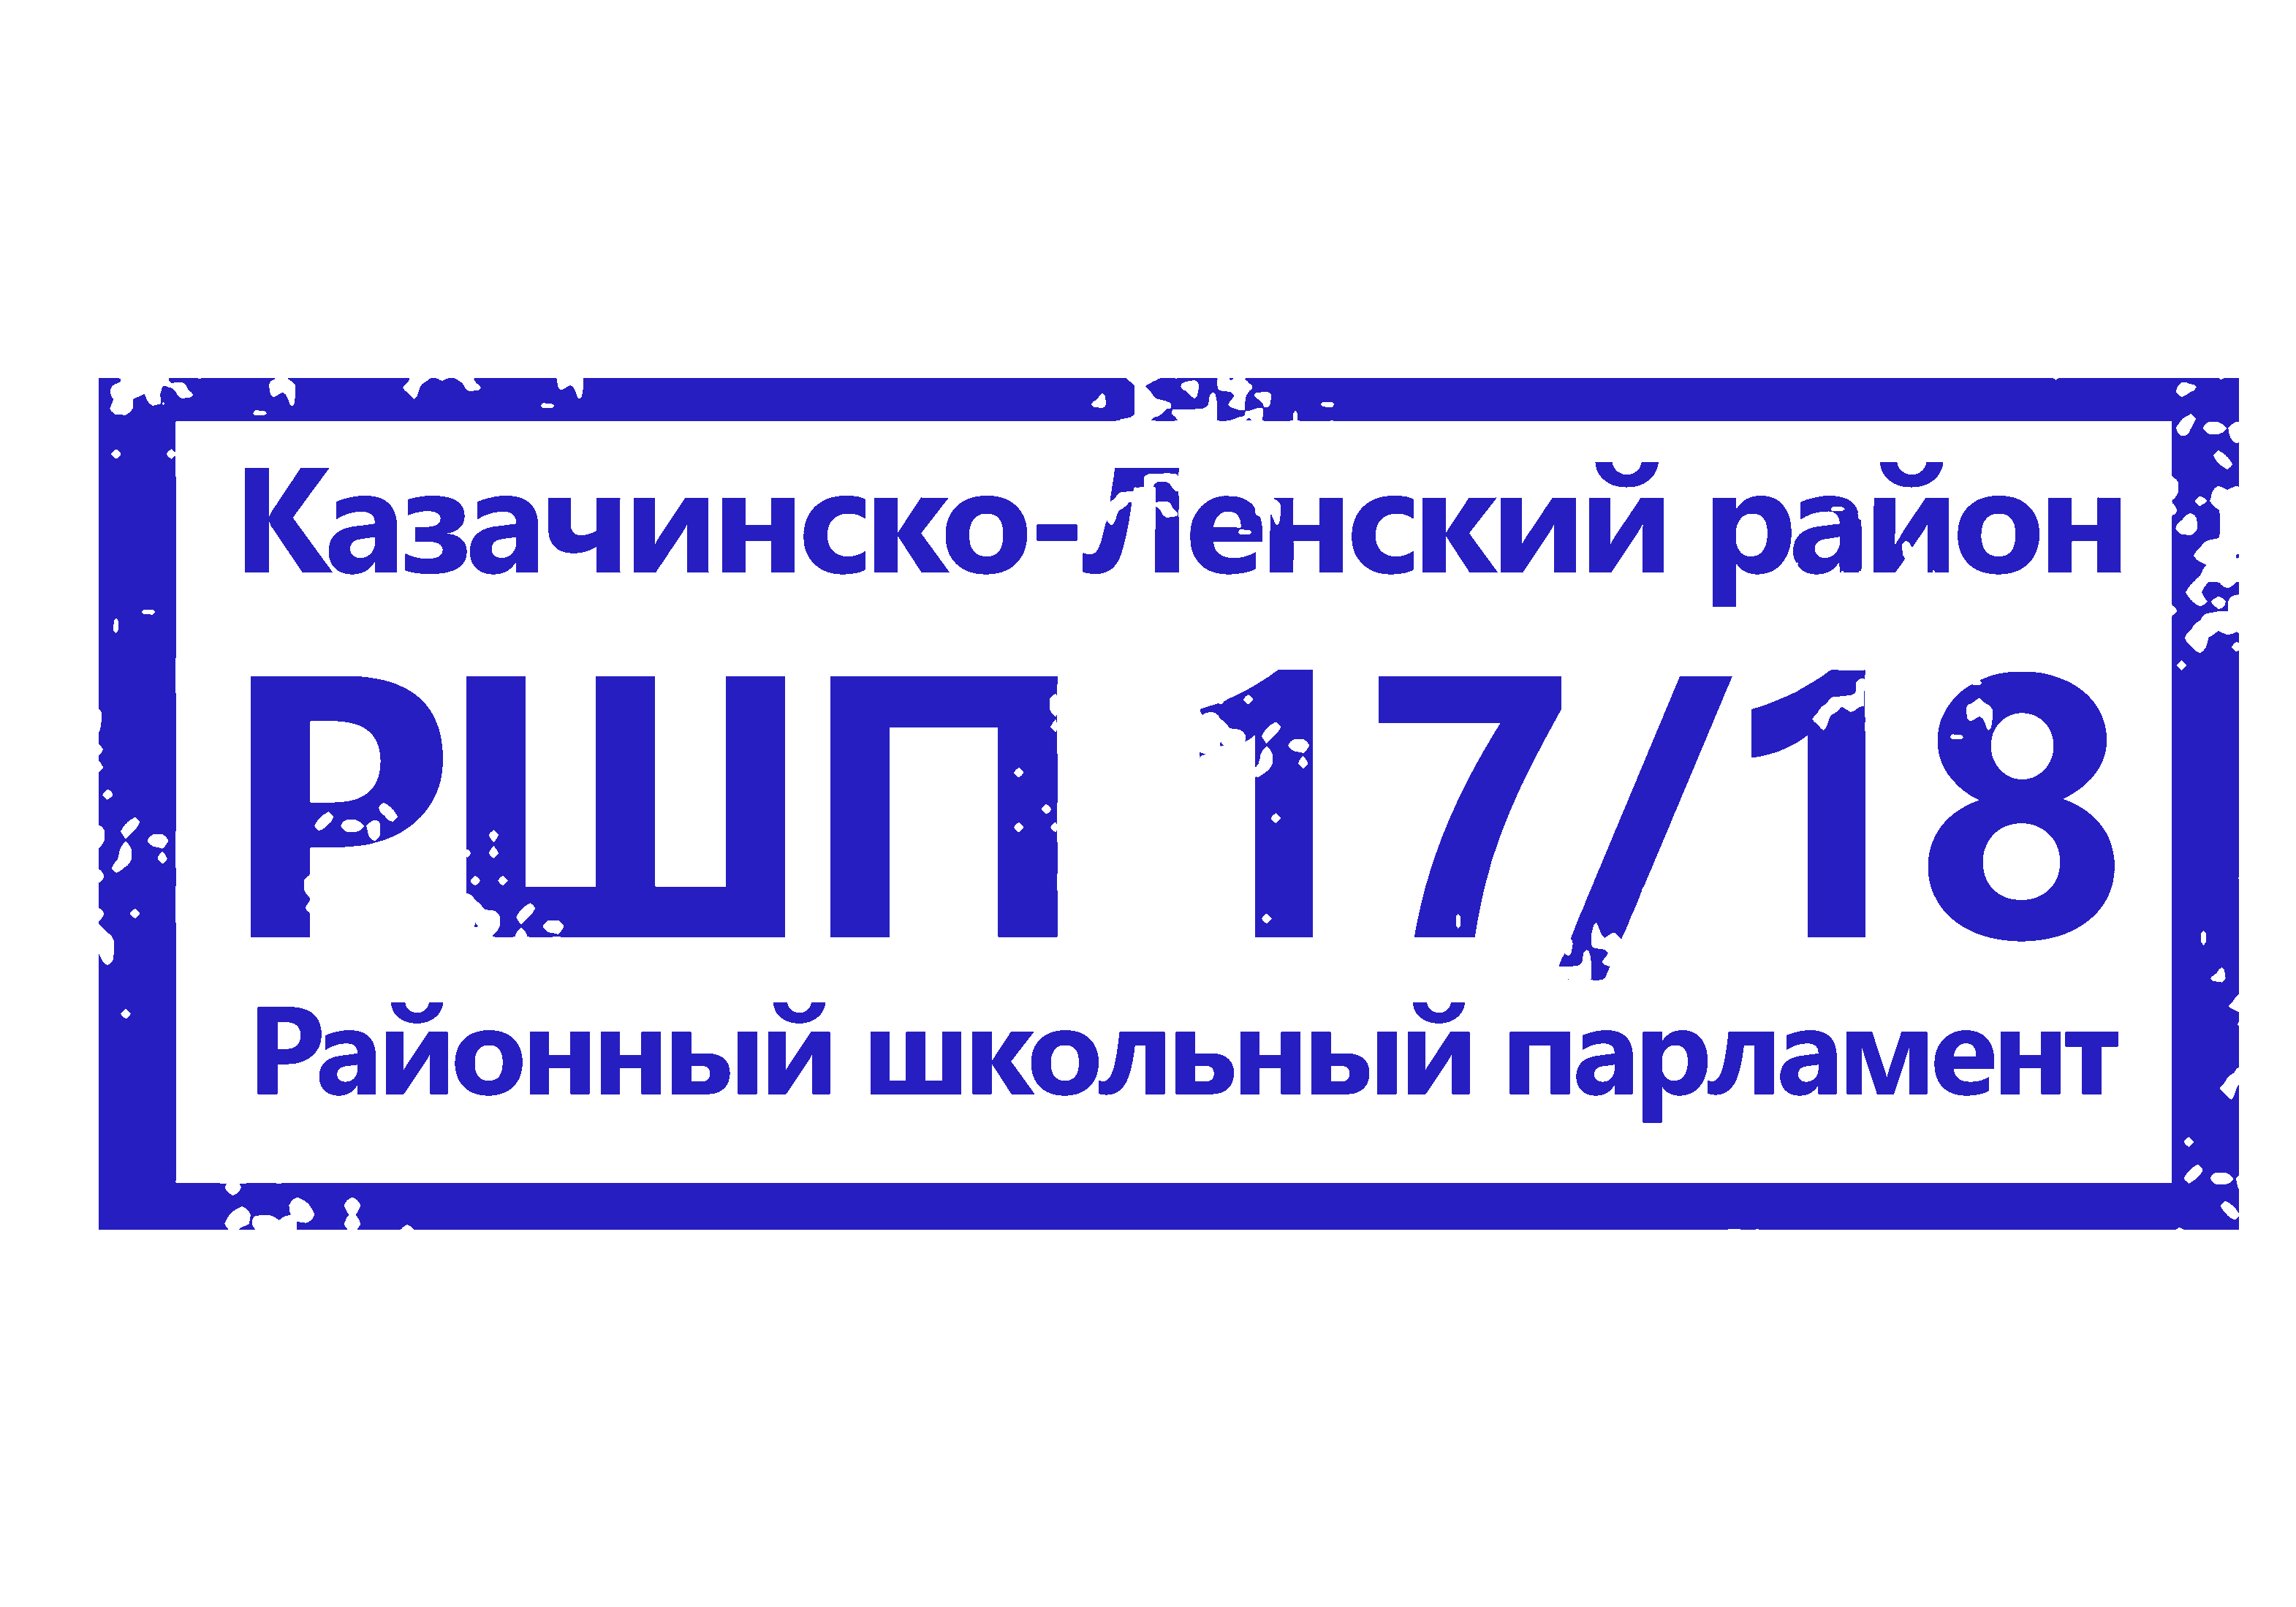 Казачинско-Ленский район
РШП 17/18
Районный школьный парламент